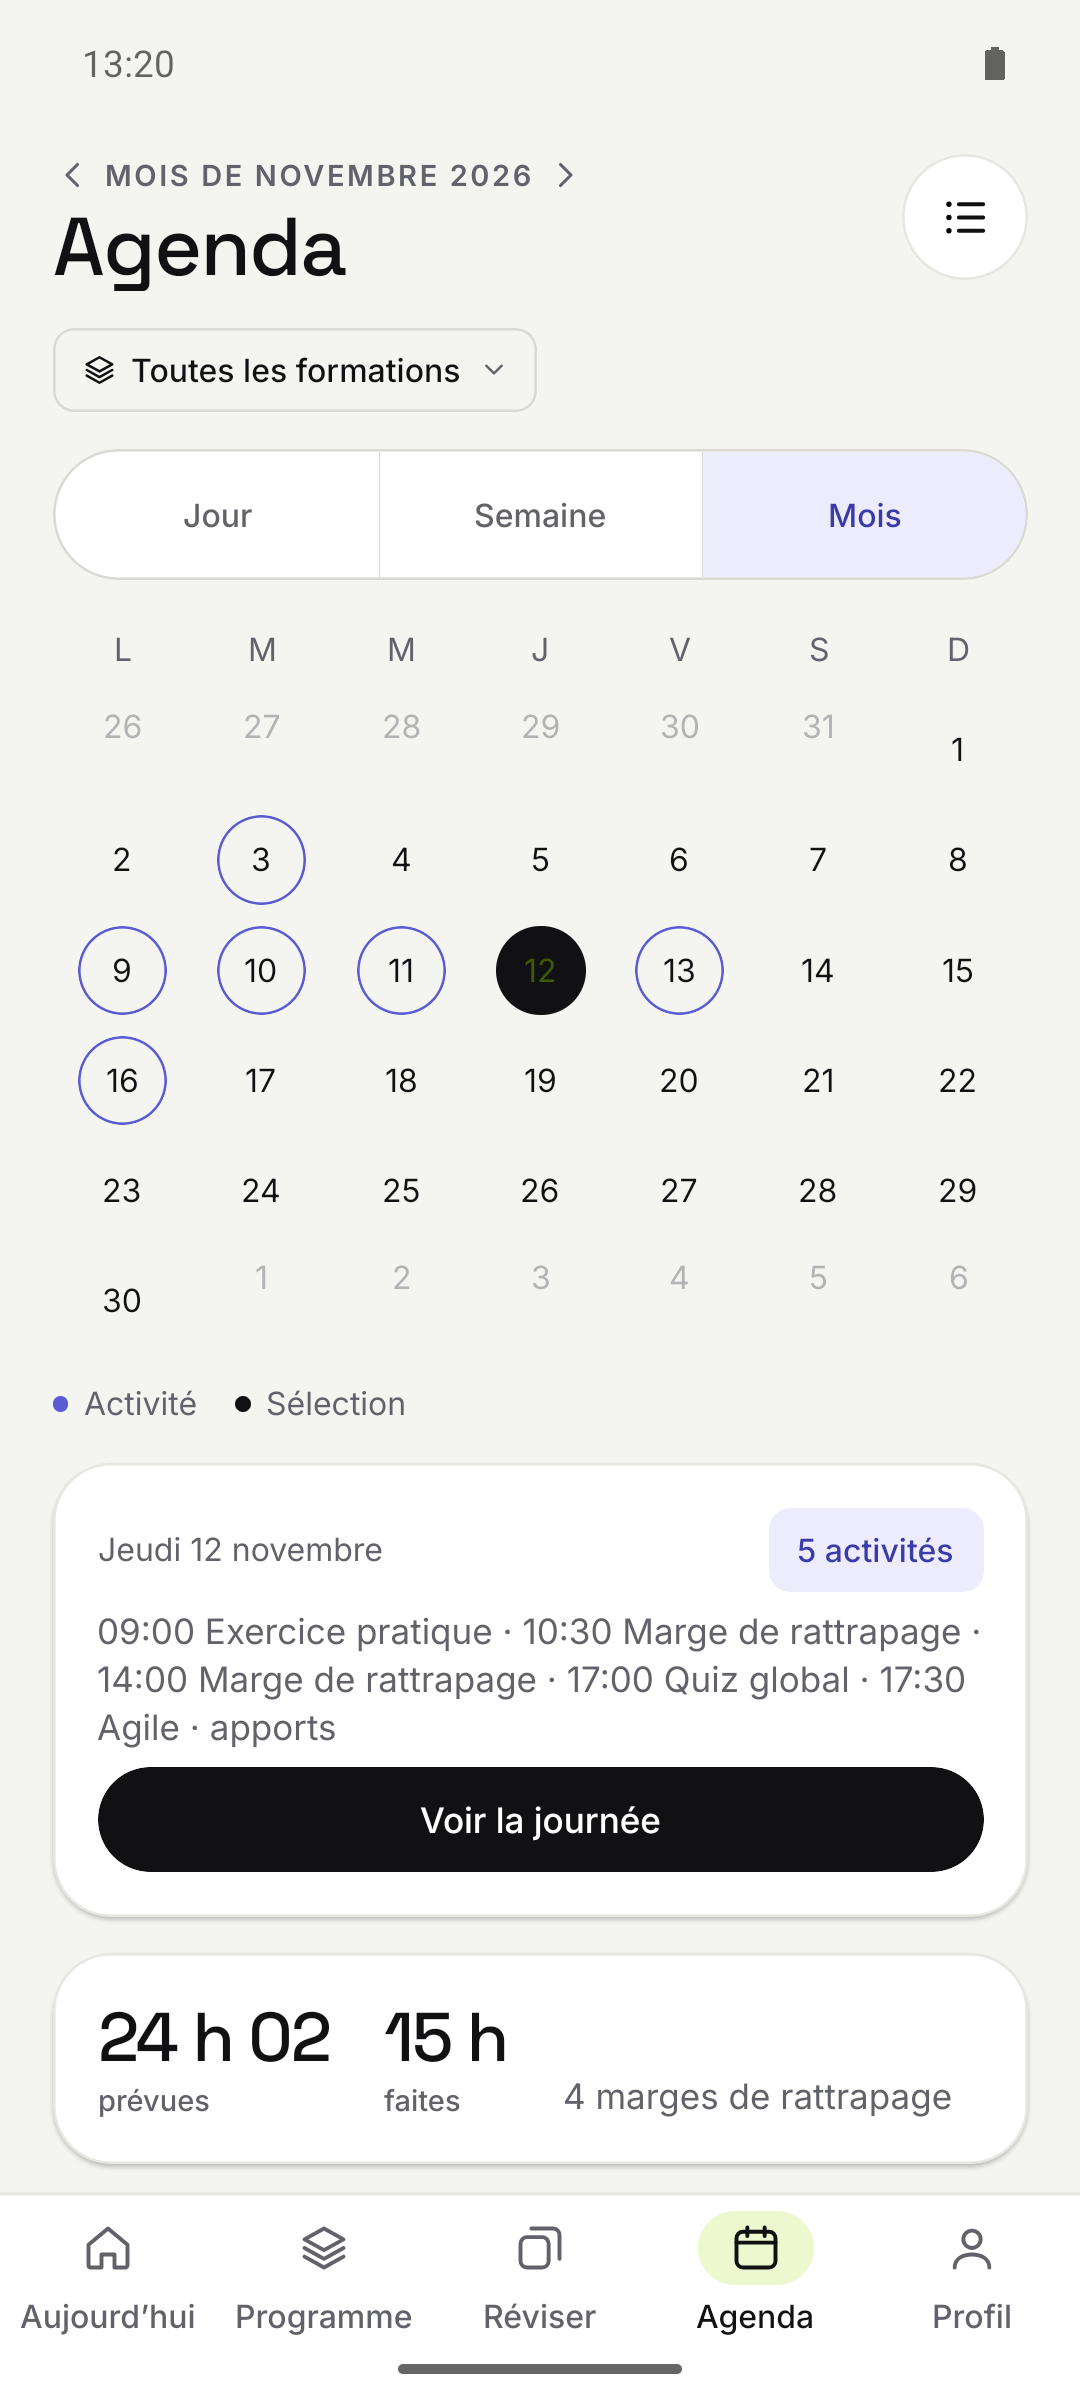 13:20
MOIS DE NOVEMBRE 2026
Agenda
Toutes les formations
Jour Semaine Mois
L M M J V S D
26 27 28 29 30 31 1
2 3 4 5 6 7 8
9 10 11 12 13 14 15
16 17 18 19 20 21 22
23 24 25 26 27 28 29
30 1 2 3 4 5 6
Activité Sélection
Jeudi 12 novembre 5 activités
09:00 Exercice pratique · 10:30 Marge de rattrapage ·
14:00 Marge de rattrapage · 17:00 Quiz global · 17:30
Agile · apports
Voir la journée
24 h 02 15 h
prévues faites 4 marges de rattrapage
Aujourd’hui Programme Réviser Agenda Profil